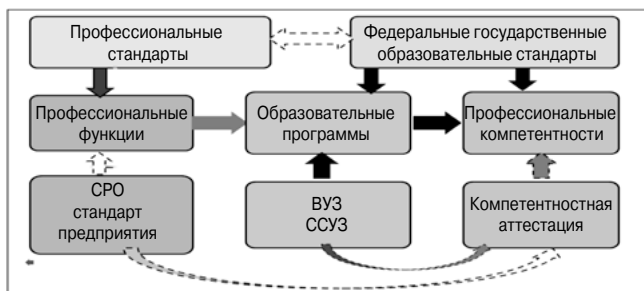 Профессиональные
стандарты
Федеральные государственные
образовательные стандарты
Профессиональные
функции
Образовательные
программы
Профессиональные
компетентности
СРО
стандарт
предприятия
ВУЗ
ССУЗ
Компетентностная
аттестация